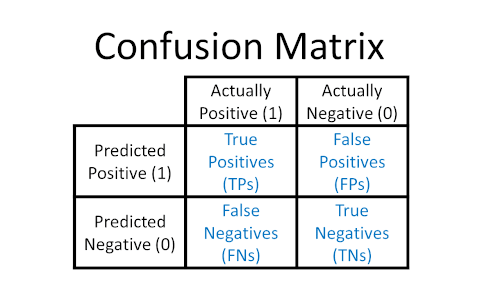 Confusion Matrix
Actually
Positive (1)
Actually
Negative (0)
Predicted
Positive (1)
True
Positives
(TPs)
False
Positives
(FPs)
Predicted
Negative (0)
False
Negatives
(FNs)
True
Negatives
(TNs)